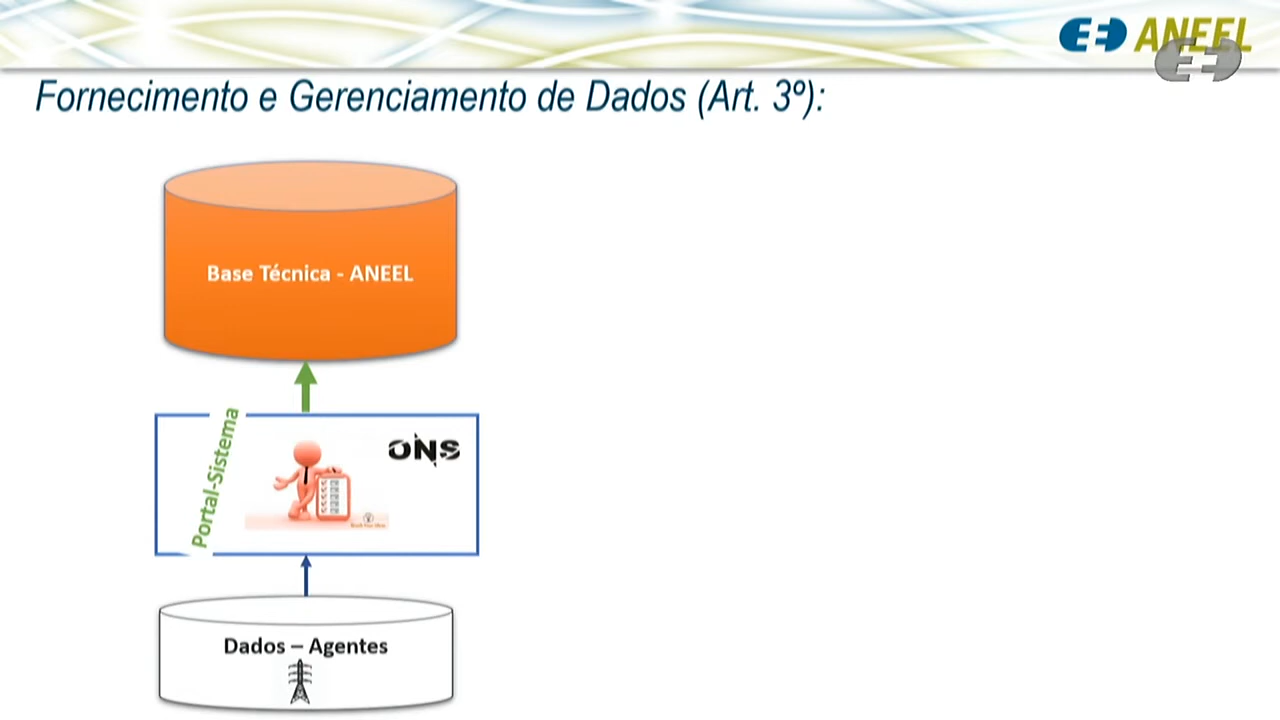 ANEEL
Fornecimento e Gerenciamento de Dados (Art. 3º):
Base Técnica - ANEEL
Portal-Sistema
ONS
Dados – Agentes